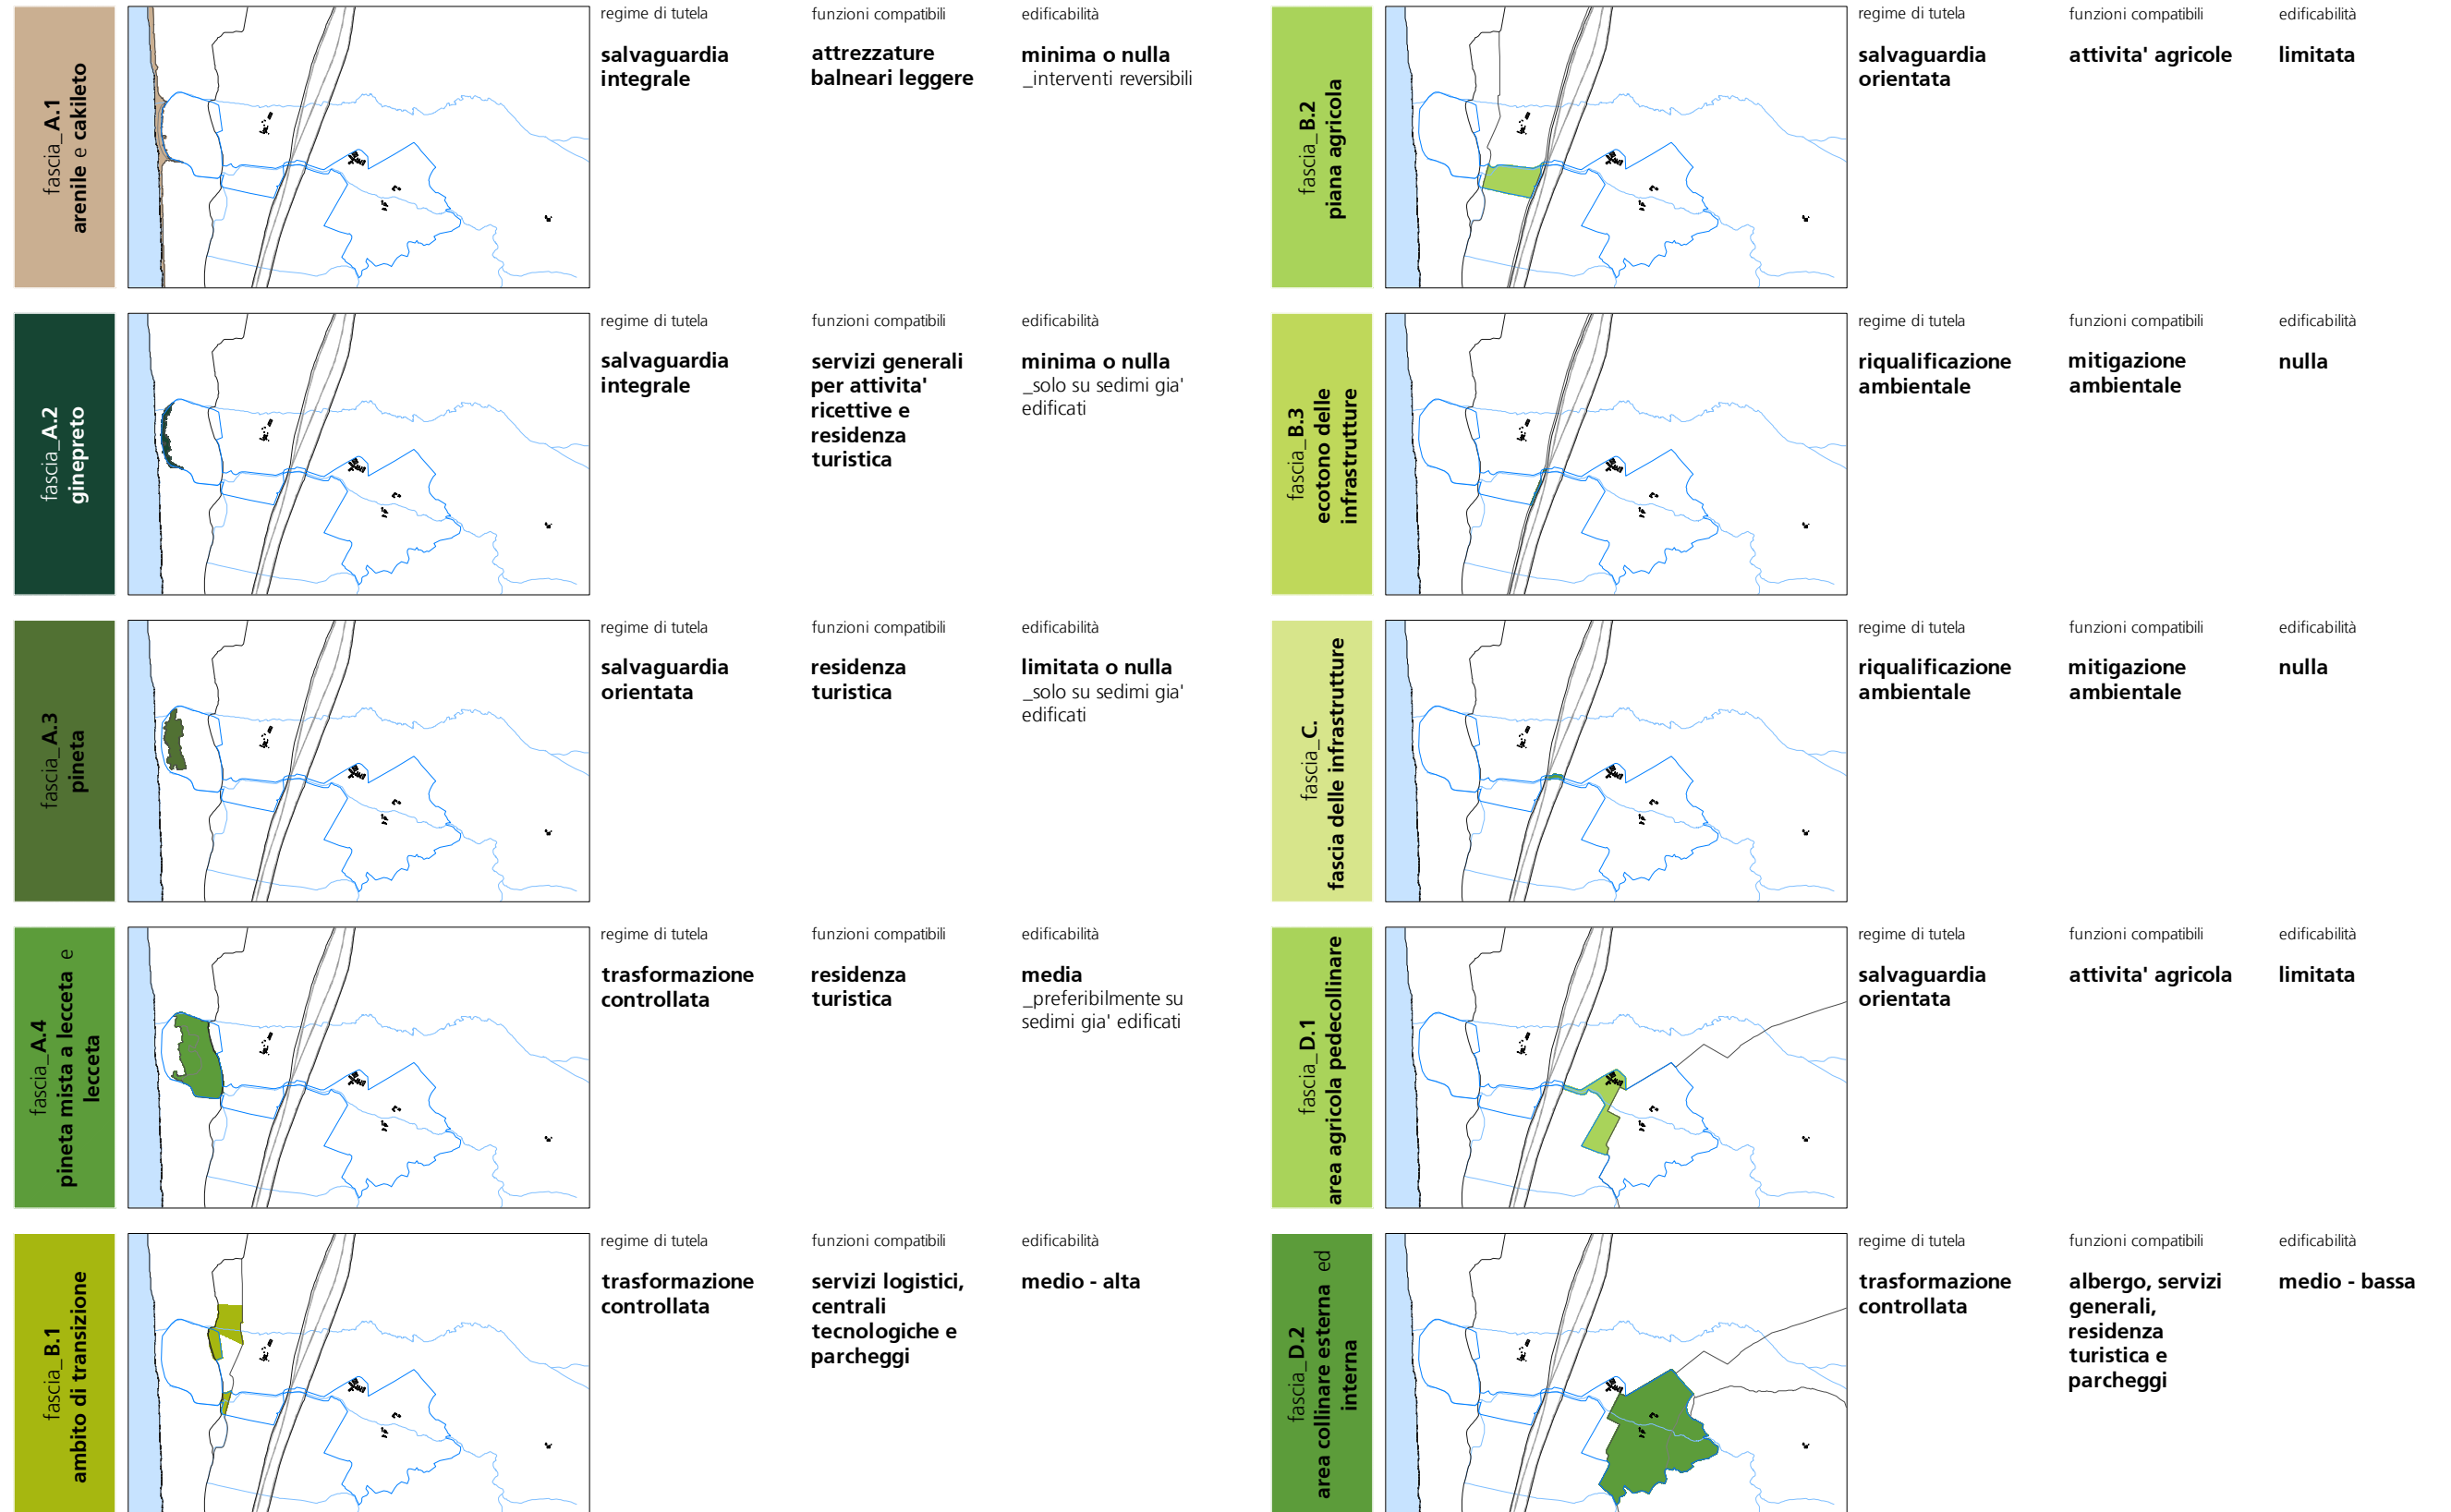 fascia_A.1
arenile e cakileto
regime di tutela
salvaguardia
integrale
funzioni compatibili
attrezzature
balneari leggere
edificabilità
minima o nulla
_interventi reversibili
fascia_A.2
ginepreto
regime di tutela
salvaguardia
integrale
funzioni compatibili
servizi generali
per attivita'
ricettive e
residenza
turistica
edificabilità
minima o nulla
_solo su sedimi gia'
edificati
fascia_A.3
pineta
regime di tutela
salvaguardia
orientata
funzioni compatibili
residenza
turistica
edificabilità
limitata o nulla
_solo su sedimi gia'
edificati
fascia_A.4
pineta mista a lecceta e
lecceta
regime di tutela
trasformazione
controllata
funzioni compatibili
residenza
turistica
edificabilità
media
_preferibilmente su
sedimi gia' edificati
fascia_B.1
ambito di transizione
regime di tutela
trasformazione
controllata
funzioni compatibili
servizi logistici,
centrali
tecnologiche e
parcheggi
edificabilità
medio - alta
fascia_B.2
piana agricola
regime di tutela
salvaguardia
orientata
funzioni compatibili
attivita' agricole
edificabilità
limitata
fascia_B.3
ecotono delle
infrastrutture
regime di tutela
riqualificazione
ambientale
funzioni compatibili
mitigazione
ambientale
edificabilità
nulla
fascia_C.
fascia delle infrastrutture
regime di tutela
riqualificazione
ambientale
funzioni compatibili
mitigazione
ambientale
edificabilità
nulla
fascia_D.1
area agricola pedecollinare
regime di tutela
salvaguardia
orientata
funzioni compatibili
attivita' agricola
edificabilità
limitata
fascia_D.2
area collinare esterna ed
interna
regime di tutela
trasformazione
controllata
funzioni compatibili
albergo, servizi
generali,
residenza
turistica e
parcheggi
edificabilità
medio - bassa